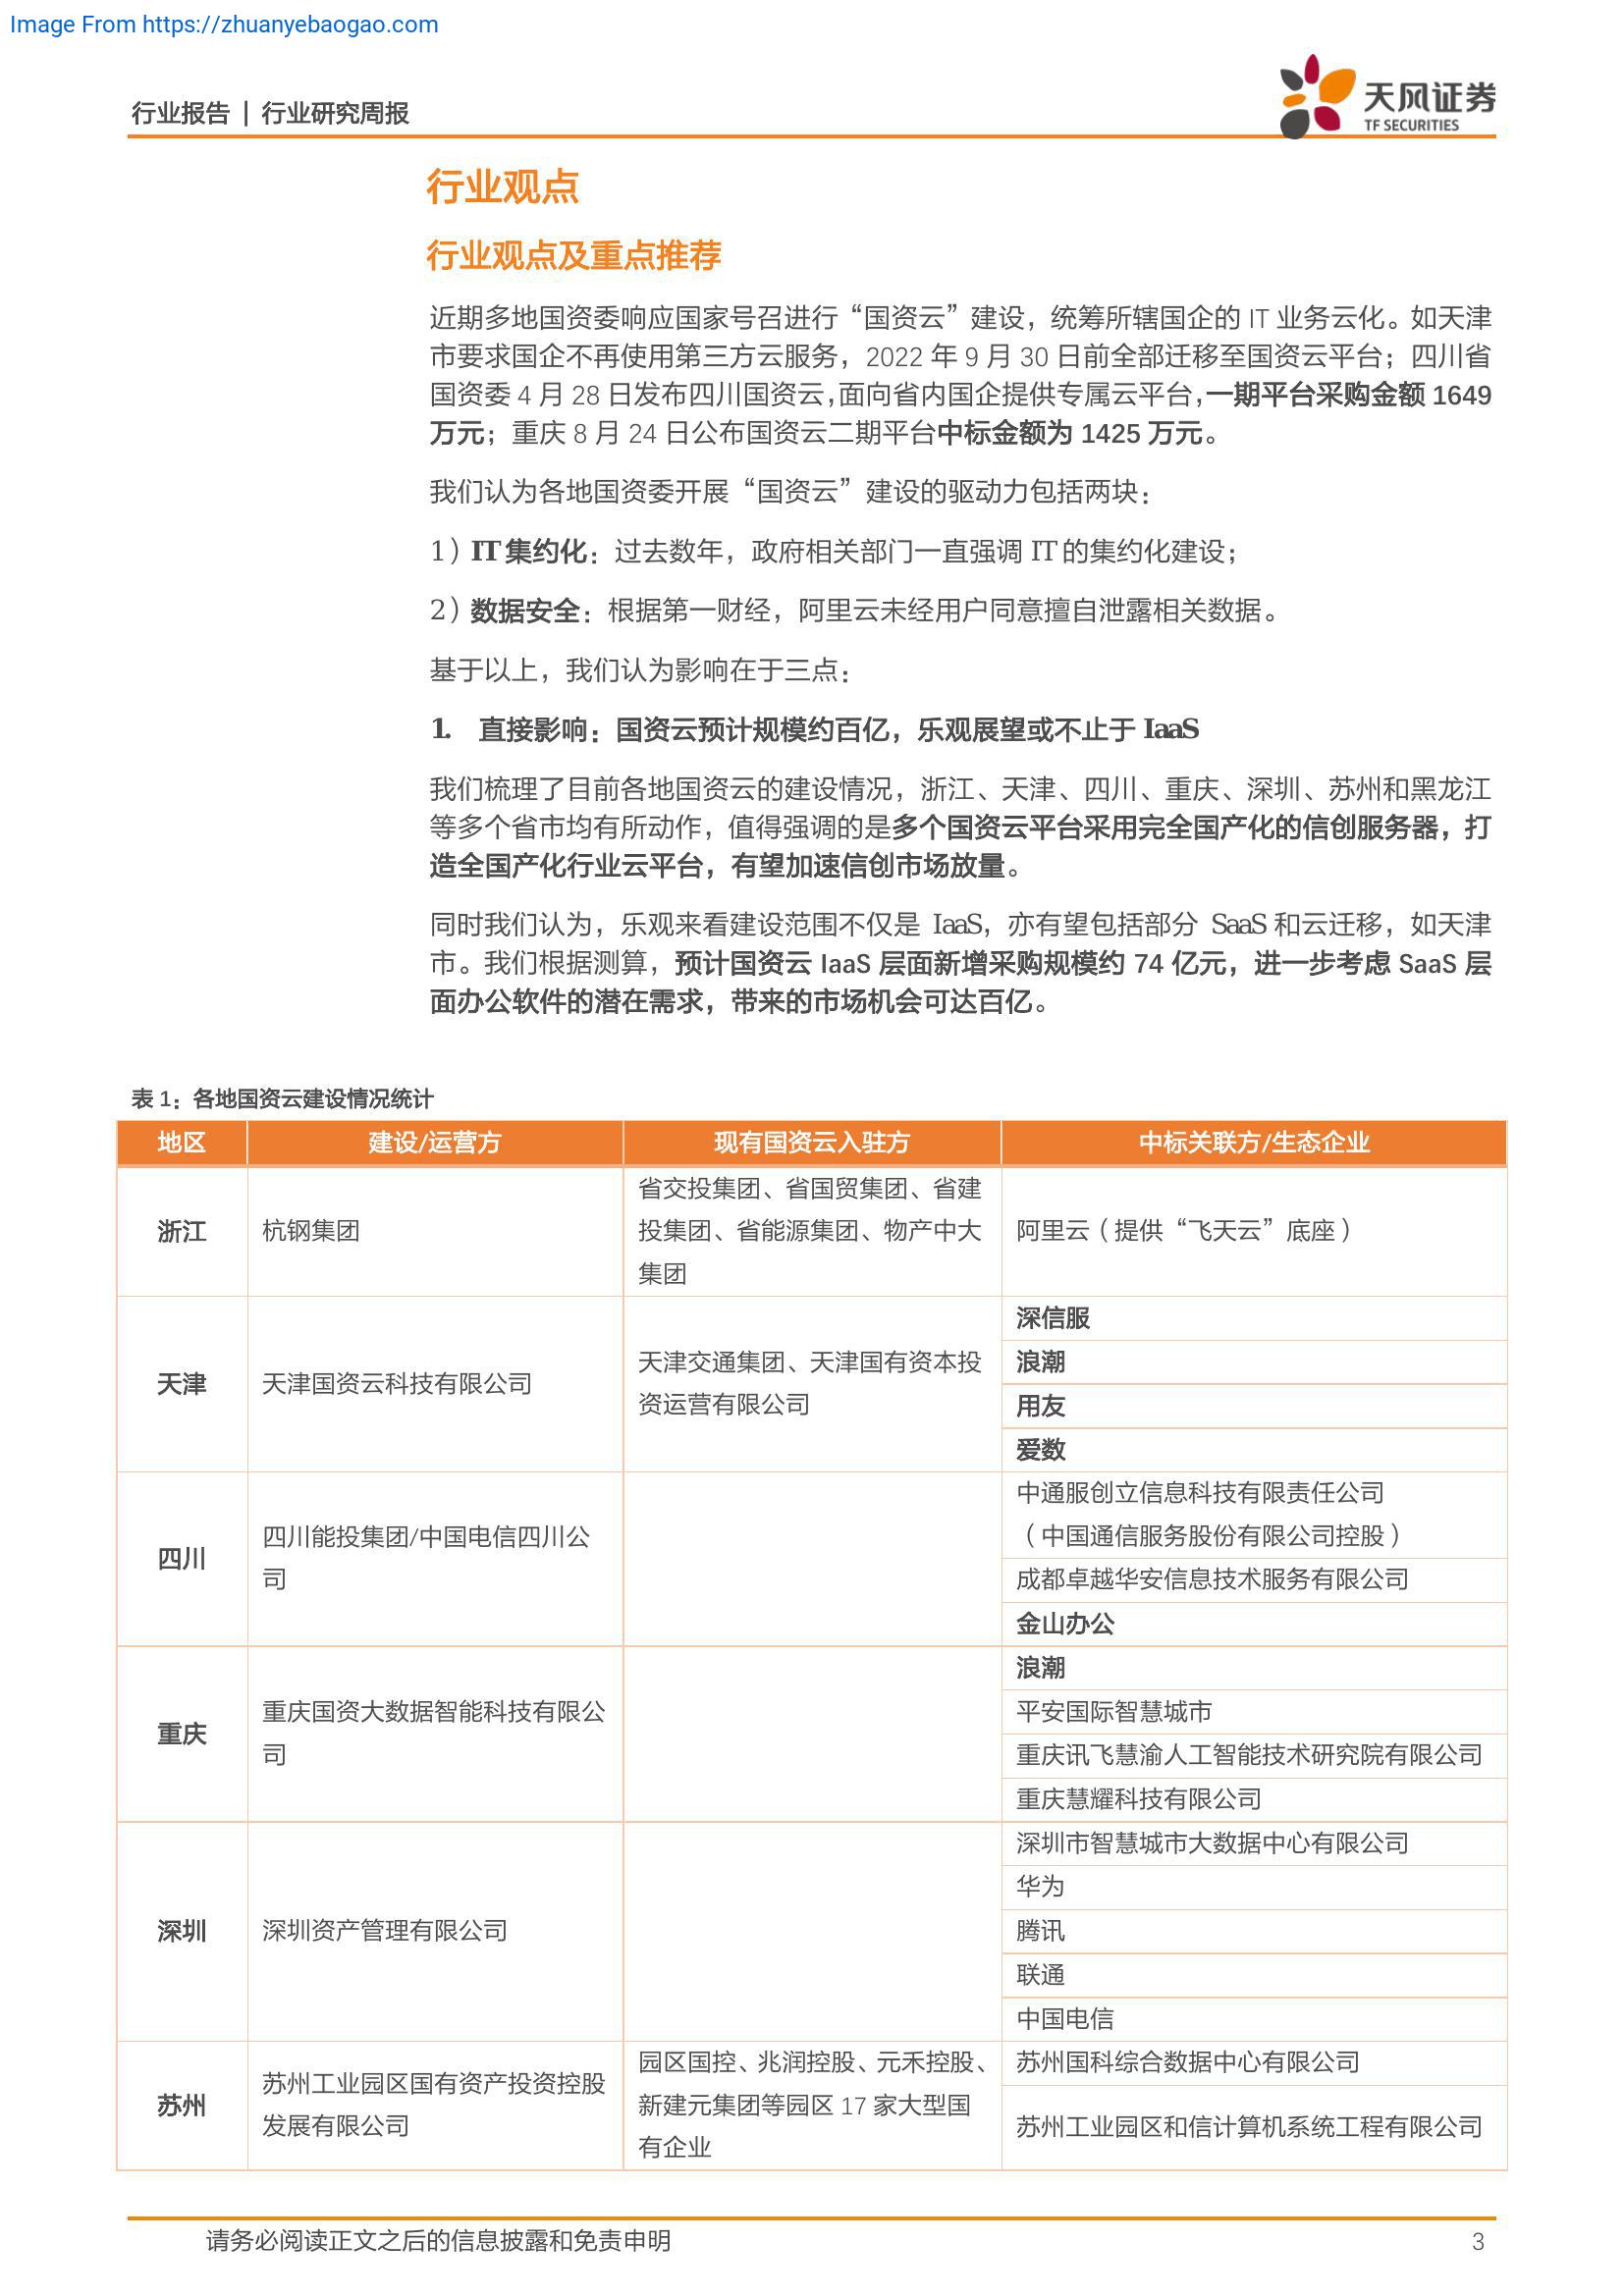 Image From https://zhuanyebaogao.com
行业报告 | 行业研究周报
天风证券
TF SECURITIES
行业观点
行业观点及重点推荐
近期多地国资委响应国家号召进行“国资云”建设，统筹所辖国企的 IT 业务云化。如天津
市要求国企不再使用第三方云服务，2022 年 9 月 30 日前全部迁移至国资云平台；四川省
国资委 4 月 28 日发布四川国资云，面向省内国企提供专属云平台，一期平台采购金额 1649
万元；重庆 8 月 24 日公布国资云二期平台中标金额为 1425 万元。
我们认为各地国资委开展“国资云”建设的驱动力包括两块：
1）IT 集约化：过去数年，政府相关部门一直强调 IT 的集约化建设；
2）数据安全：根据第一财经，阿里云未经用户同意擅自泄露相关数据。
基于以上，我们认为影响在于三点：
1. 直接影响：国资云预计规模约百亿，乐观展望或不止于 IaaS
我们梳理了目前各地国资云的建设情况，浙江、天津、四川、重庆、深圳、苏州和黑龙江
等多个省市均有所动作，值得强调的是多个国资云平台采用完全国产化的信创服务器，打
造全国产化行业云平台，有望加速信创市场放量。
同时我们认为，乐观来看建设范围不仅是 IaaS，亦有望包括部分 SaaS 和云迁移，如天津
市。我们根据测算，预计国资云 IaaS 层面新增采购规模约 74 亿元，进一步考虑 SaaS 层
面办公软件的潜在需求，带来的市场机会可达百亿。
表 1：各地国资云建设情况统计
地区 建设/运营方 现有国资云入驻方 中标关联方/生态企业
浙江 杭钢集团
省交投集团、省国贸集团、省建
投集团、省能源集团、物产中大
集团
阿里云（提供“飞天云”底座）
天津 天津国资云科技有限公司
天津交通集团、天津国有资本投
资运营有限公司
深信服
浪潮
用友
爱数
四川
四川能投集团/中国电信四川公
司
中通服创立信息科技有限责任公司
（中国通信服务股份有限公司控股）
成都卓越华安信息技术服务有限公司
金山办公
重庆
重庆国资大数据智能科技有限公
司
浪潮
平安国际智慧城市
重庆讯飞慧渝人工智能技术研究院有限公司
重庆慧耀科技有限公司
深圳 深圳资产管理有限公司
深圳市智慧城市大数据中心有限公司
华为
腾讯
联通
中国电信
苏州
苏州工业园区国有资产投资控股
发展有限公司
园区国控、兆润控股、元禾控股、
新建元集团等园区 17 家大型国
有企业
苏州国科综合数据中心有限公司
苏州工业园区和信计算机系统工程有限公司
请务必阅读正文之后的信息披露和免责申明 3